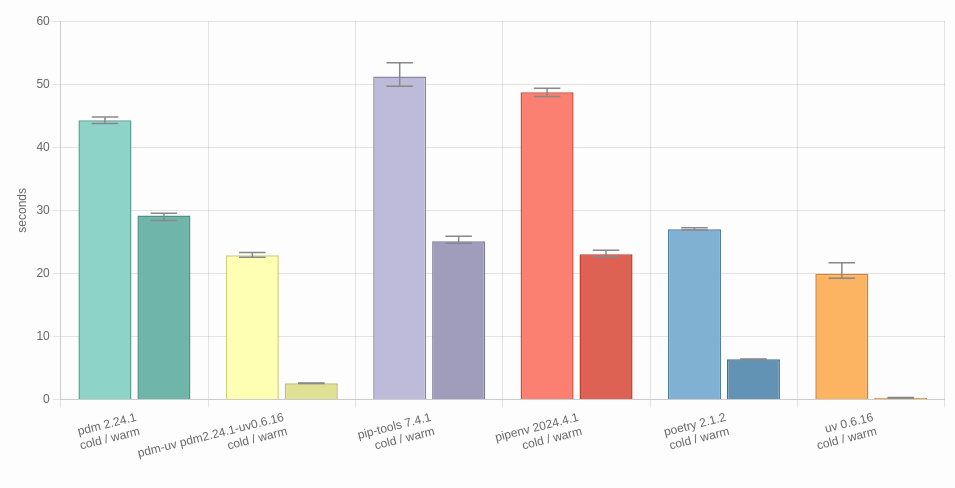 60
50
40
30
20
10
0
seconds
pdm 2.24.1
cold / warm
pdm-uv pdm2.24.1-uv0.6.16
cold / warm
pip-tools 7.4.1
cold / warm
pipenv 2024.4.1
cold / warm
poetry 2.1.2
cold / warm
uv 0.6.16
cold / warm